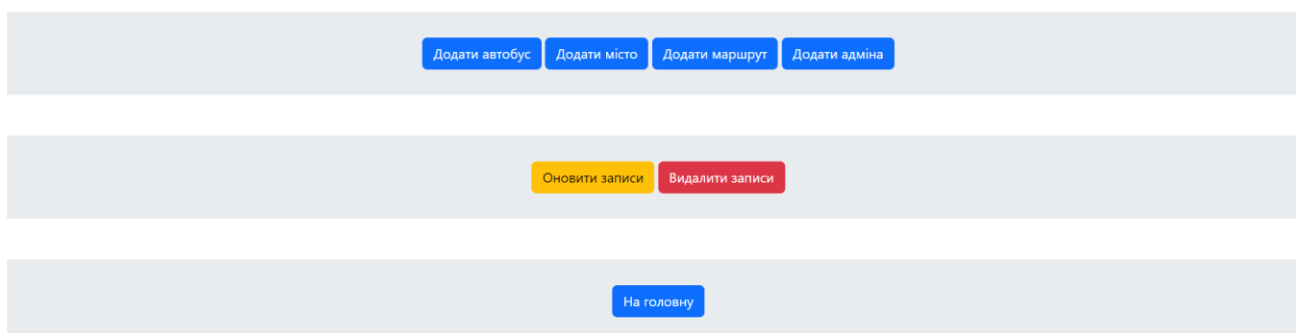 Додати автобус Додати місто Додати маршрут Додати адміна
Оновити записи Видалити записи
На головну